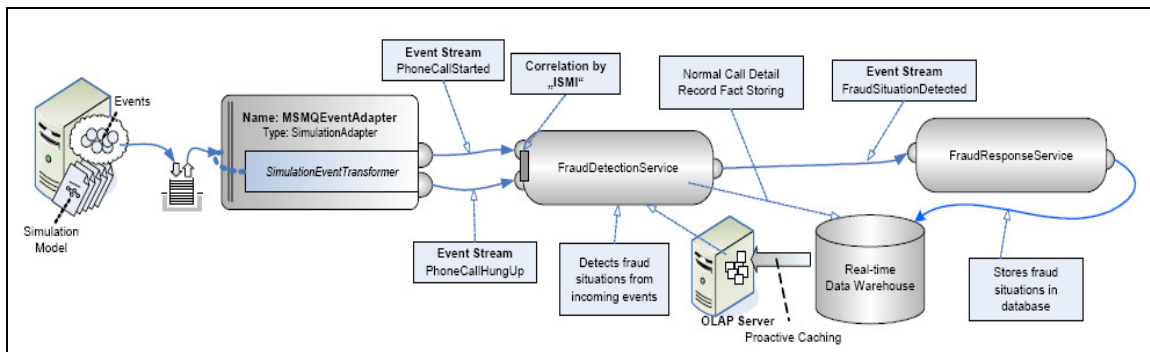 Events
Simulation
Model
Name: MSMQEventAdapter
Type: SimulationAdapter
SimulationEventTransformer
Event Stream
PhoneCallStarted
Event Stream
PhoneCallHungUp
Correlation by
„ISMI“
FraudDetectionService
Detects fraud
situations from
incoming events
Normal Call Detail
Record Fact Storing
OLAP Server
Proactive Caching
Real-time
Data Warehouse
Event Stream
FraudSituationDetected
FraudResponseService
Stores fraud
situations in
database